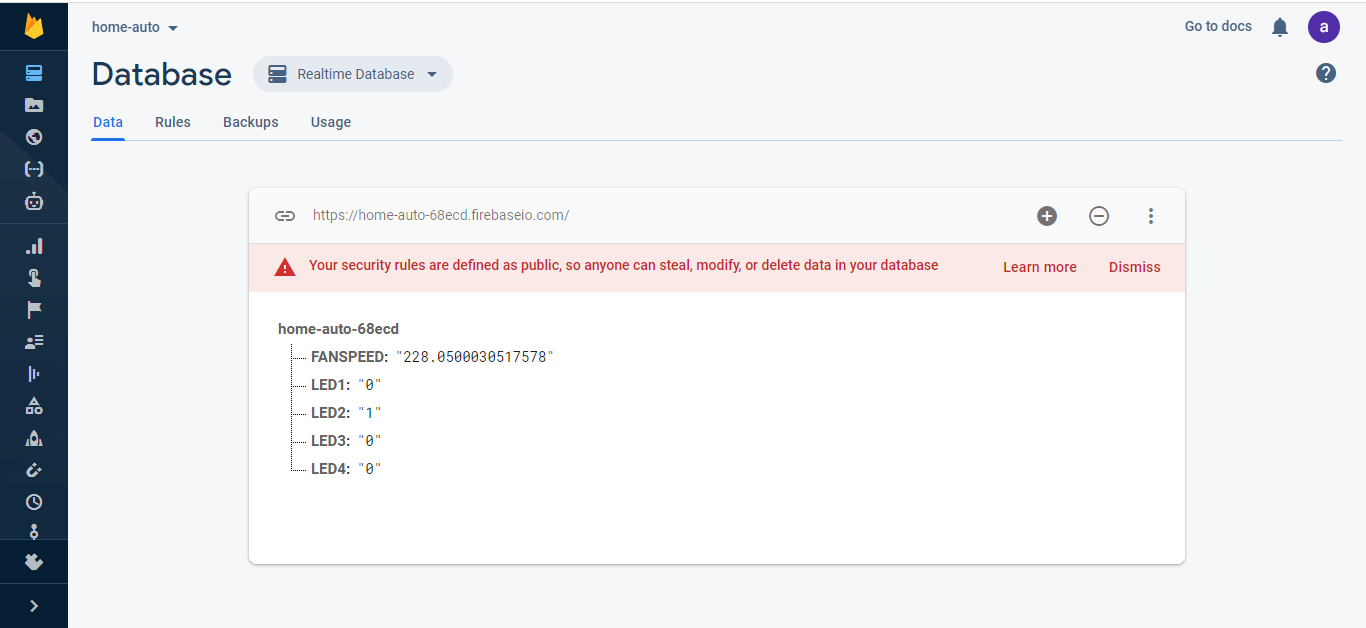 home-auto
Go to docs
a
Database
Realtime Database
?
Data Rules Backups Usage
https://home-auto-68ecd.firebaseio.com/
Your security rules are defined as public, so anyone can steal, modify, or delete data in your database
Learn more
Dismiss
home-auto-68ecd
FANSPEED: "228.0500030517578"
LED1: "0"
LED2: "1"
LED3: "0"
LED4: "0"